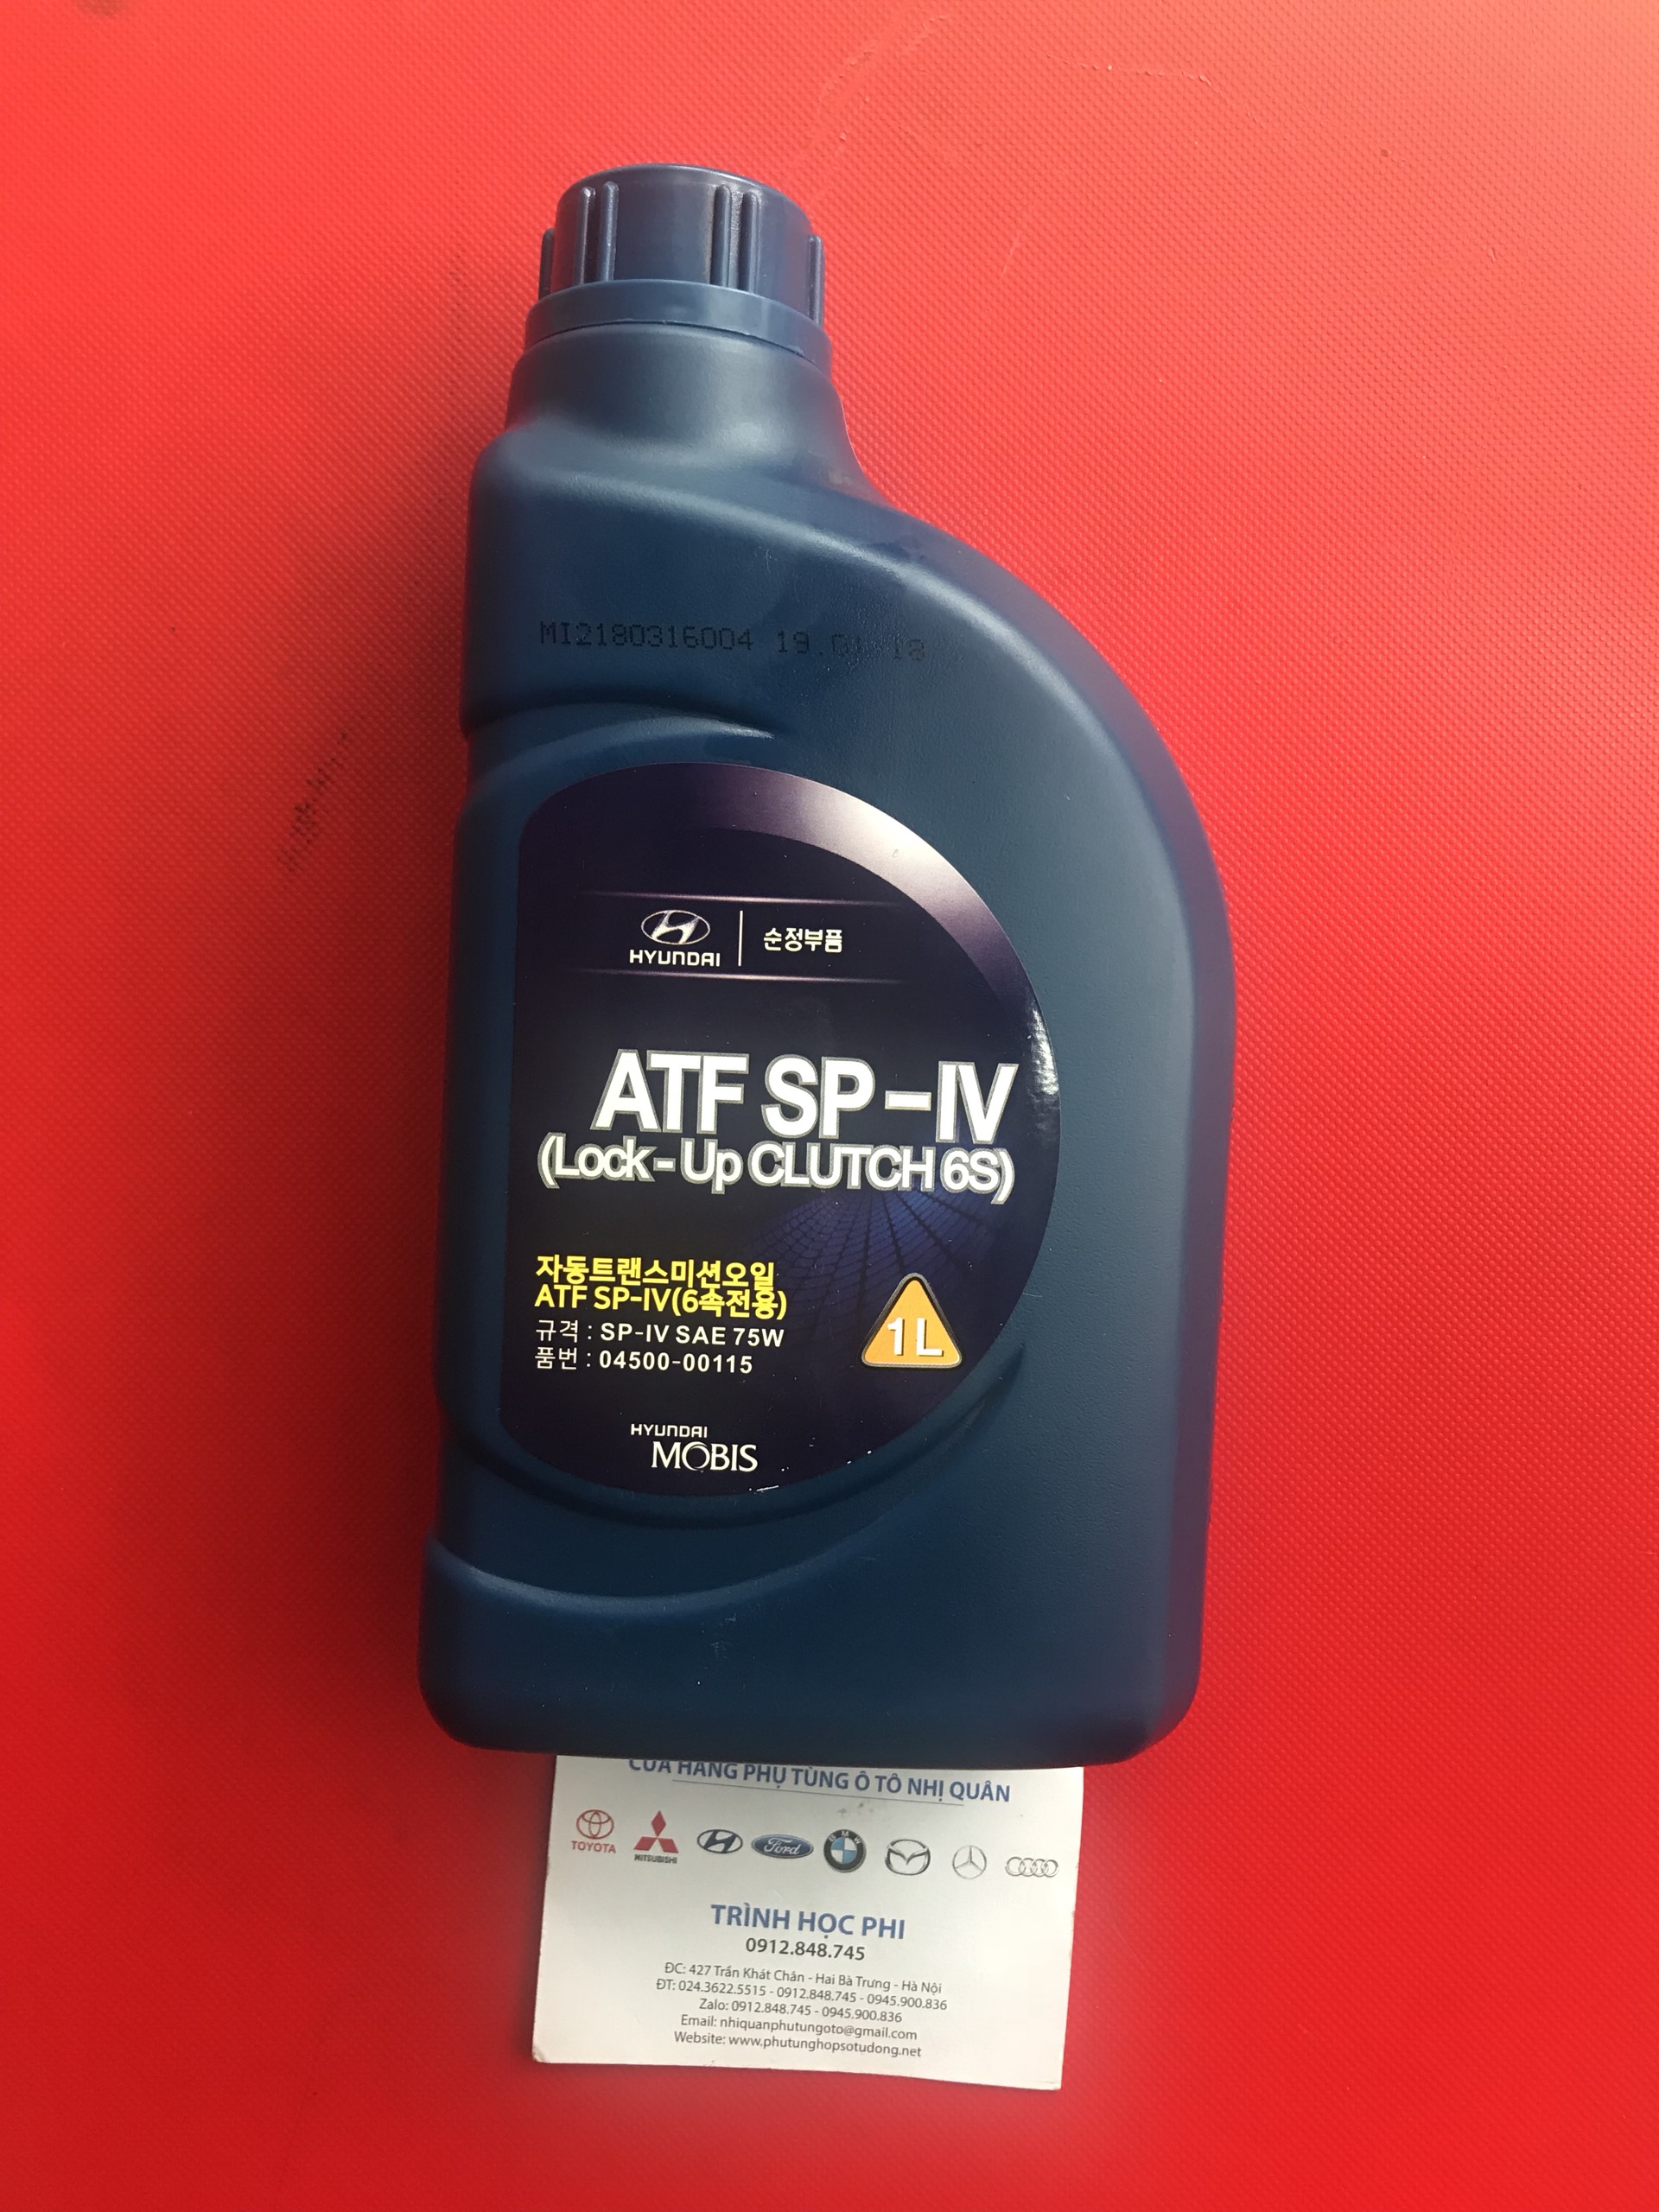 MI2180316004
HYUNDAI
순정부품
ATF SP-IV
(Lock-Up CLUTCH 6S)
자동트랜스미션오일
ATF SP-IV(6속전용)
규격 : SP-IV SAE 75W
품번 : 04500-00115
1L
HYUNDAI
MOBIS
CỬA HÀNG PHỤ TÙNG Ô TÔ NHỊ QUÂN
TOYOTA
MITSUBISHI
Ford
BMW
TRÌNH HỌC PHI
0912.848.745
ĐC: 427 Trần Khát Chân - Hai Bà Trưng - Hà Nội
ĐT: 024.3622.5515 - 0912.848.745 - 0945.900.836
Zalo: 0912.848.745 - 0945.900.836
Email: nhiquanphutungoto@gmail.com
Website: www.phutunghopsotudong.net